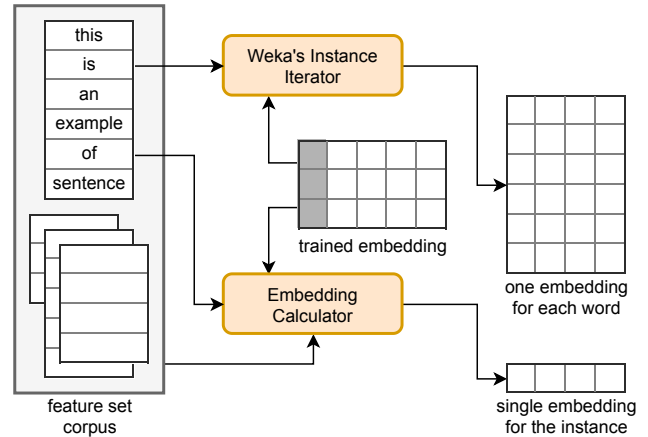 this
is
an
example
of
sentence
feature set
corpus
Weka's Instance
Iterator
trained embedding
Embedding
Calculator
one embedding
for each word
single embedding
for the instance